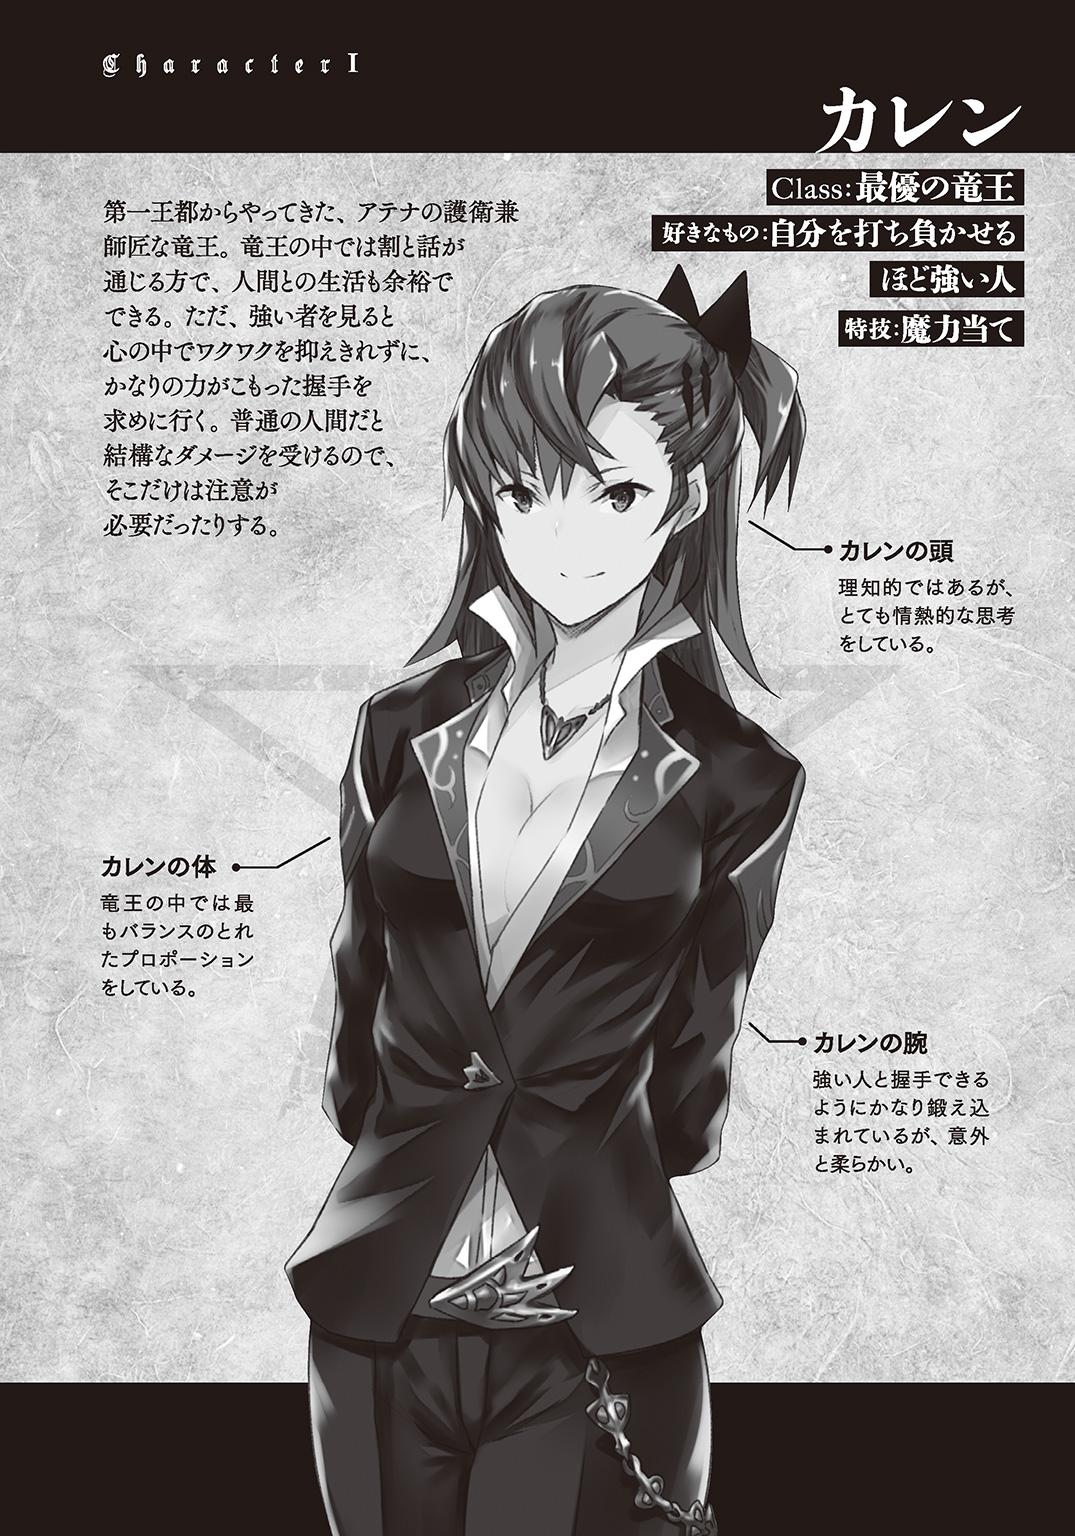 Character I
カレン
Class:最優の竜王
好きなもの:自分を打ち負かせる
ほど強い人
特技:魔力当て
第一王都からやってきた、アテナの護衛兼
師匠な竜王。竜王の中では割と話が
通じる方で、人間との生活も余裕で
できる。ただ、強い者を見ると
心の中でワクワクを抑えきれずに、
かなりの力がこもった握手を
求めに行く。普通の人間だと
結構なダメージを受けるので、
そこだけは注意が
必要だったりする。
カレンの頭
理知的ではあるが、
とても情熱的な思考
をしている。
カレンの体
竜王の中では最
もバランスのとれ
たプロポーション
をしている。
カレンの腕
強い人と握手できる
ようにかなり鍛え込
まれているが、意外
と柔らかい。